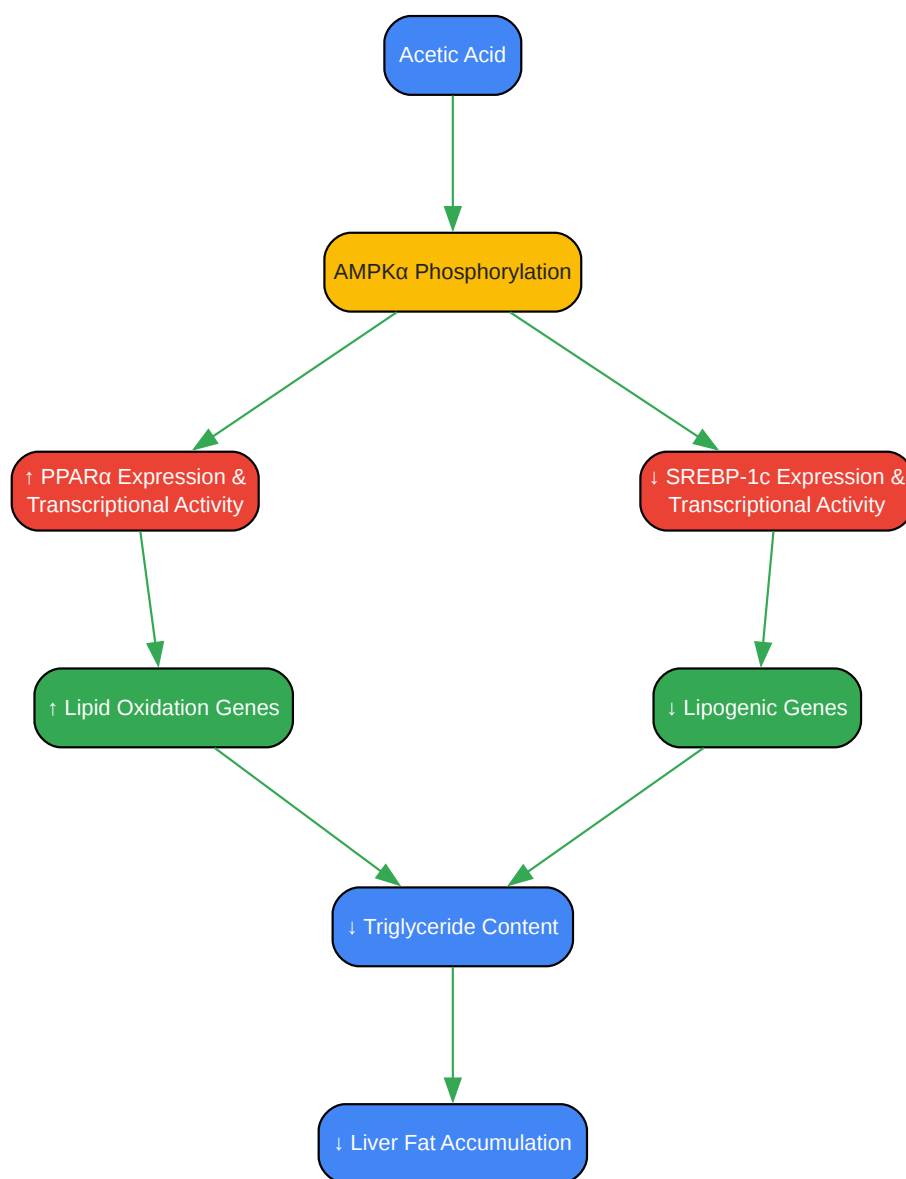 Acetic Acid
AMPKα Phosphorylation
↑ PPARα Expression &
Transcriptional Activity
↓ SREBP-1c Expression &
Transcriptional Activity
↑ Lipid Oxidation Genes
↓ Lipogenic Genes
↓ Triglyceride Content
↓ Liver Fat Accumulation